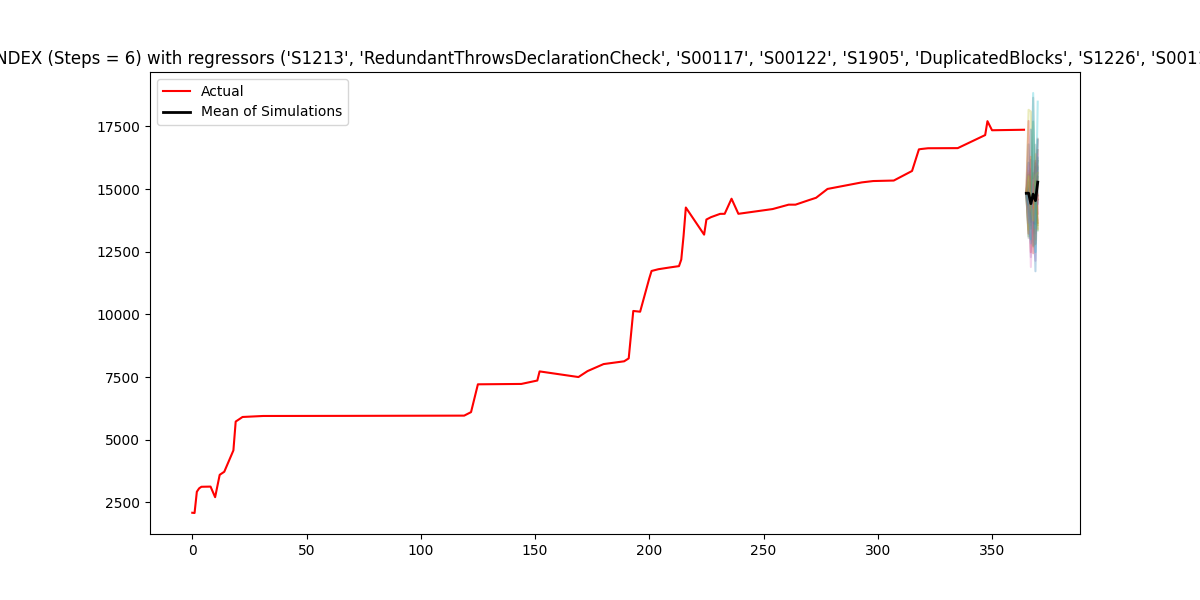 NDEX (Steps = 6) with regressors ('S1213', 'RedundantThrowsDeclarationCheck', 'S00117', 'S00122', 'S1905', 'DuplicatedBlocks', 'S1226', 'S001
Actual
Mean of Simulations
17500
15000
12500
10000
7500
5000
2500
0 50 100 150 200 250 300 350